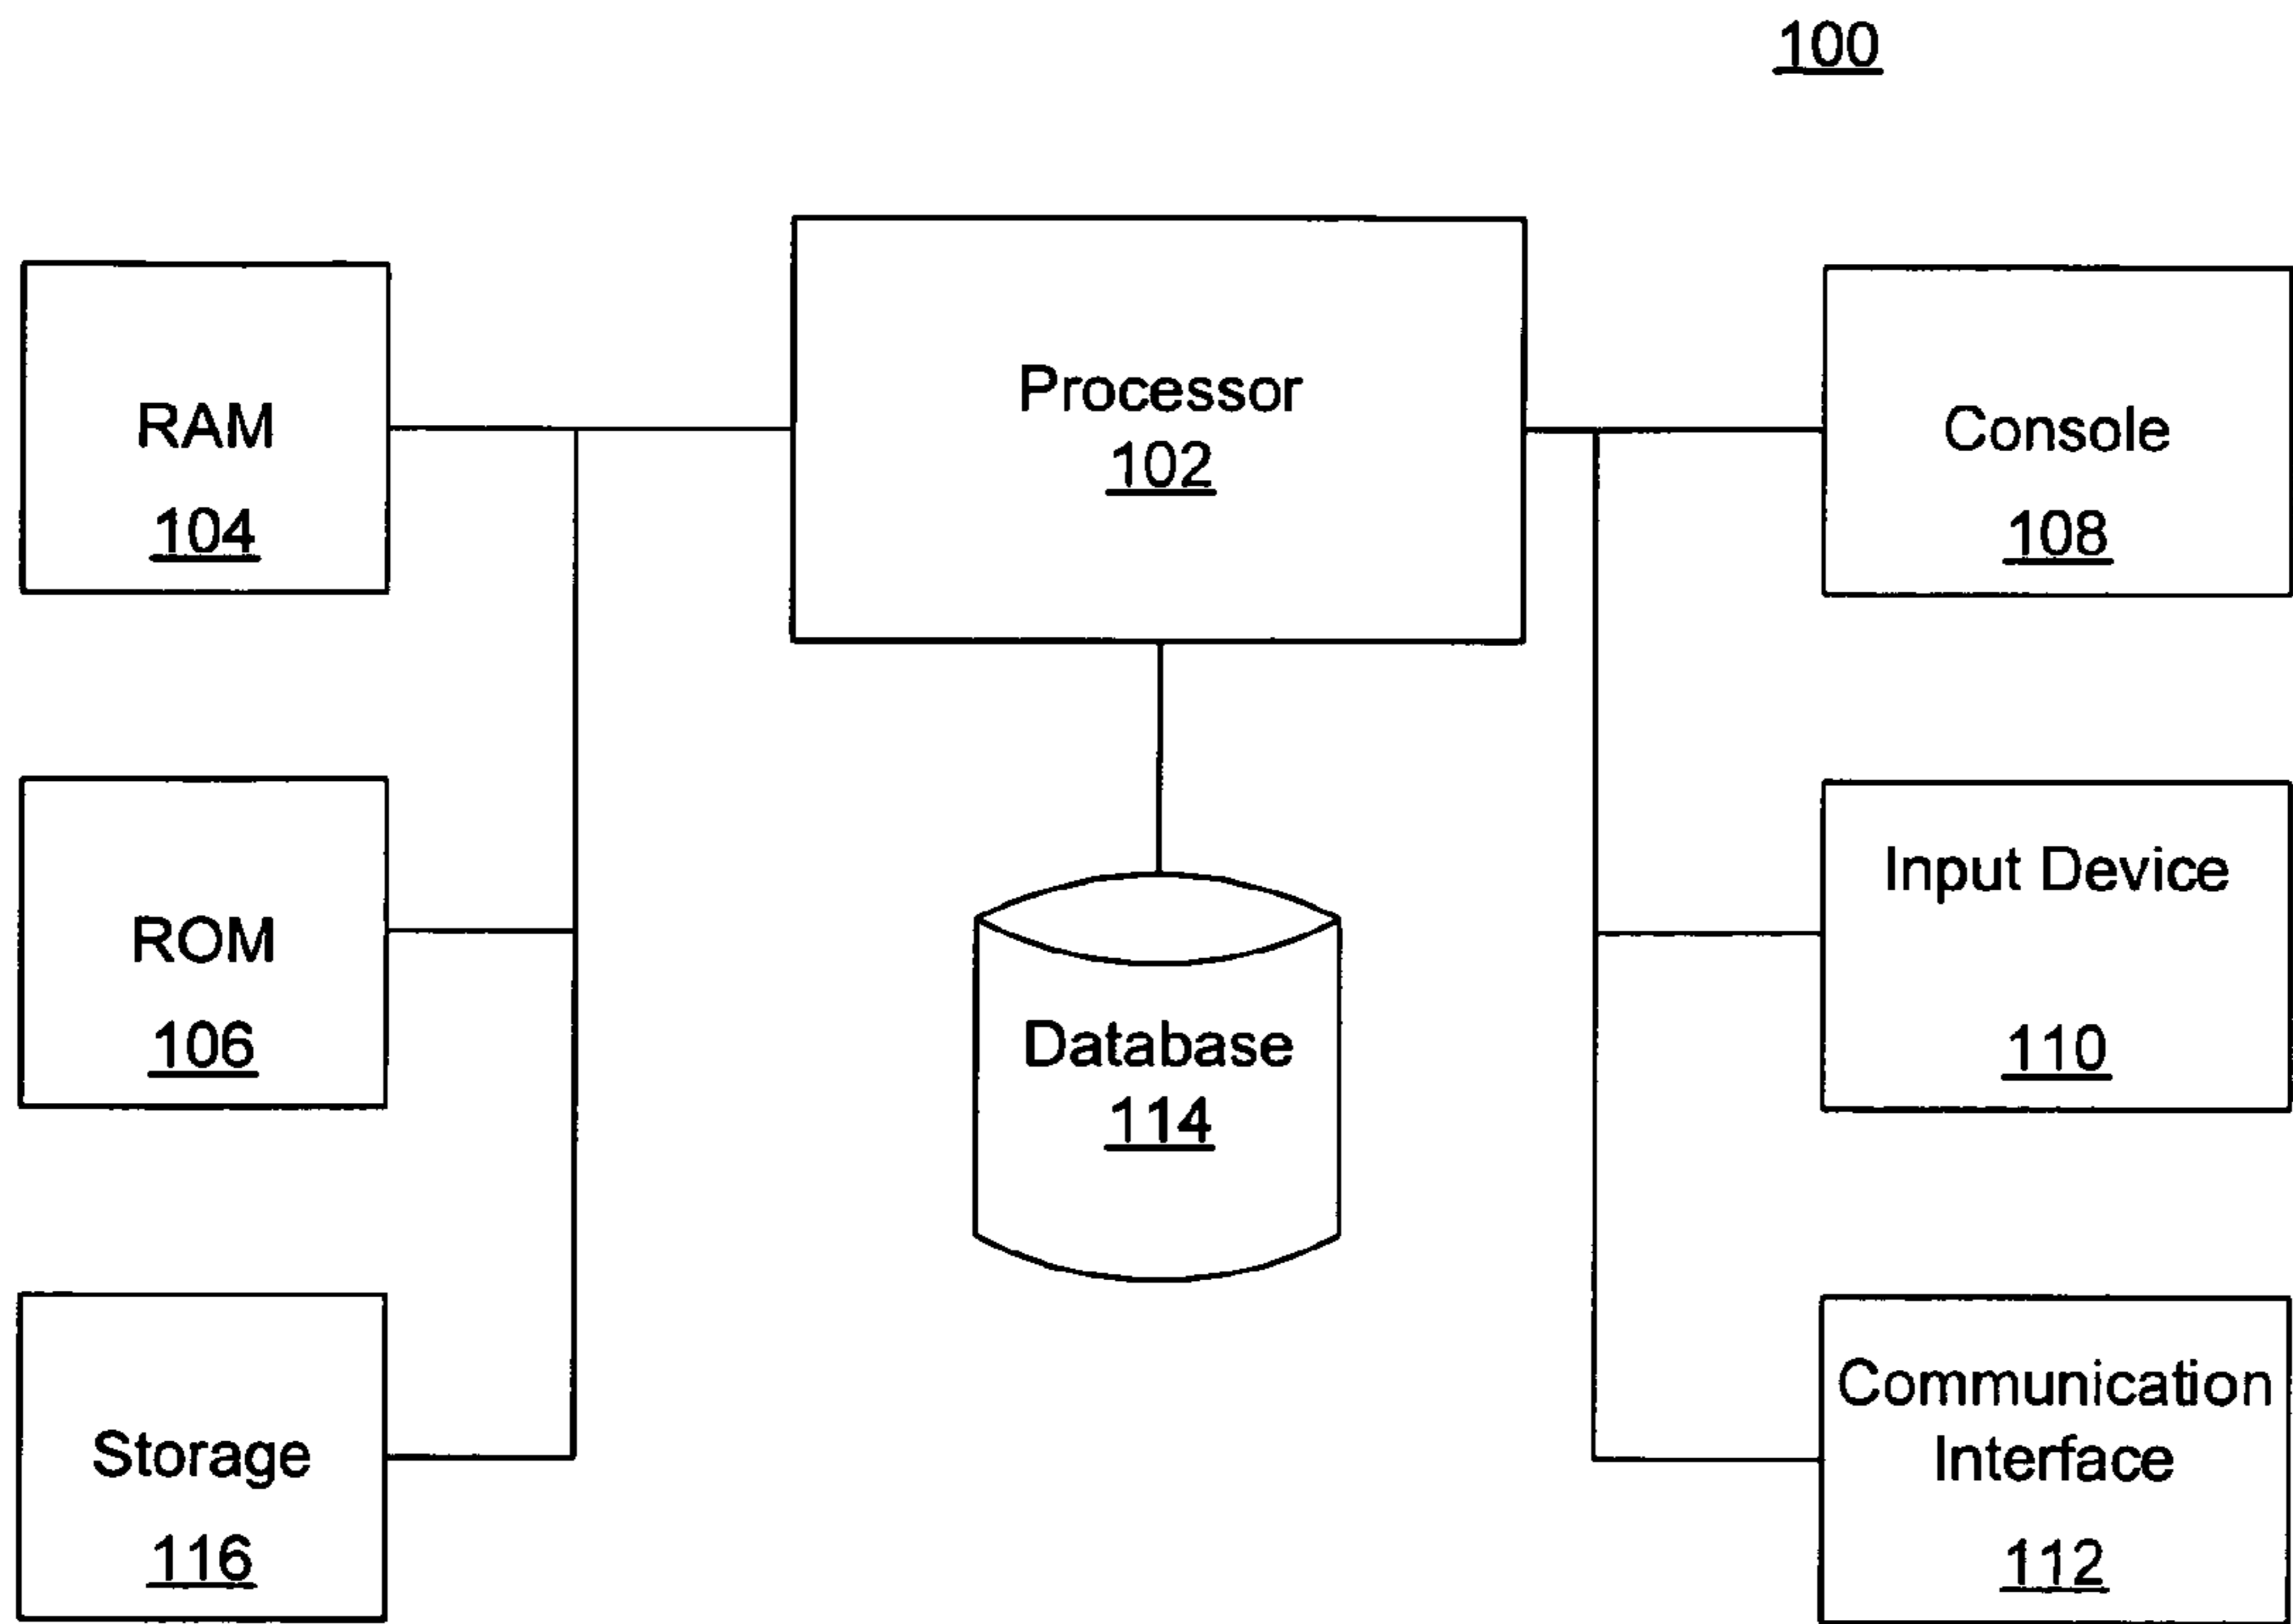 100
RAM
104
Processor
102
Console
108
ROM
106
Database
114
Input Device
110
Storage
116
Communication
Interface
112